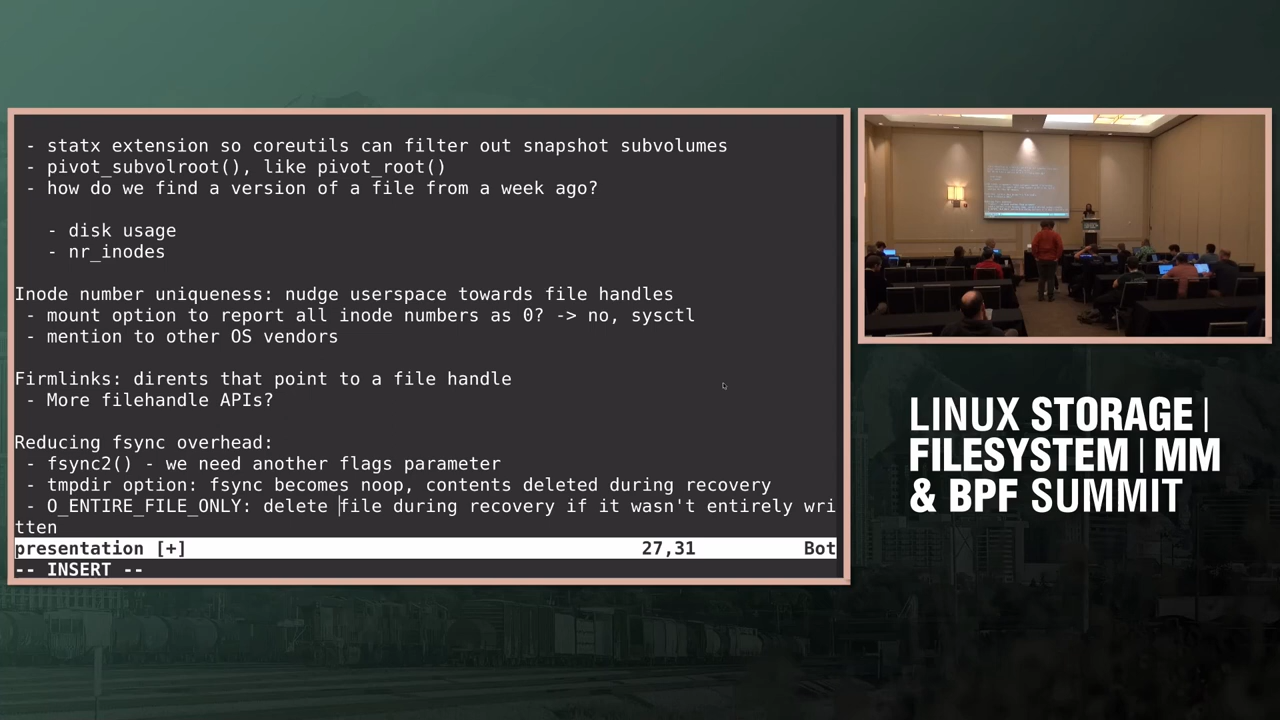 - statx extension so coreutils can filter out snapshot subvolumes
- pivot_subvolroot(), like pivot_root()
- how do we find a version of a file from a week ago?
- disk usage
- nr_inodes
Inode number uniqueness: nudge userspace towards file handles
- mount option to report all inode numbers as 0? -> no, sysctl
- mention to other OS vendors
Firmlinks: dirents that point to a file handle
- More filehandle APIs?
Reducing fsync overhead:
- fsync2() - we need another flags parameter
- tmpdir option: fsync becomes noop, contents deleted during recovery
- O_ENTIRE_FILE_ONLY: delete file during recovery if it wasn't entirely wri
tten
presentation [+] 27,31 Bot
-- INSERT --
LINUX STORAGE |
FILESYSTEM | MM
& BPF SUMMIT